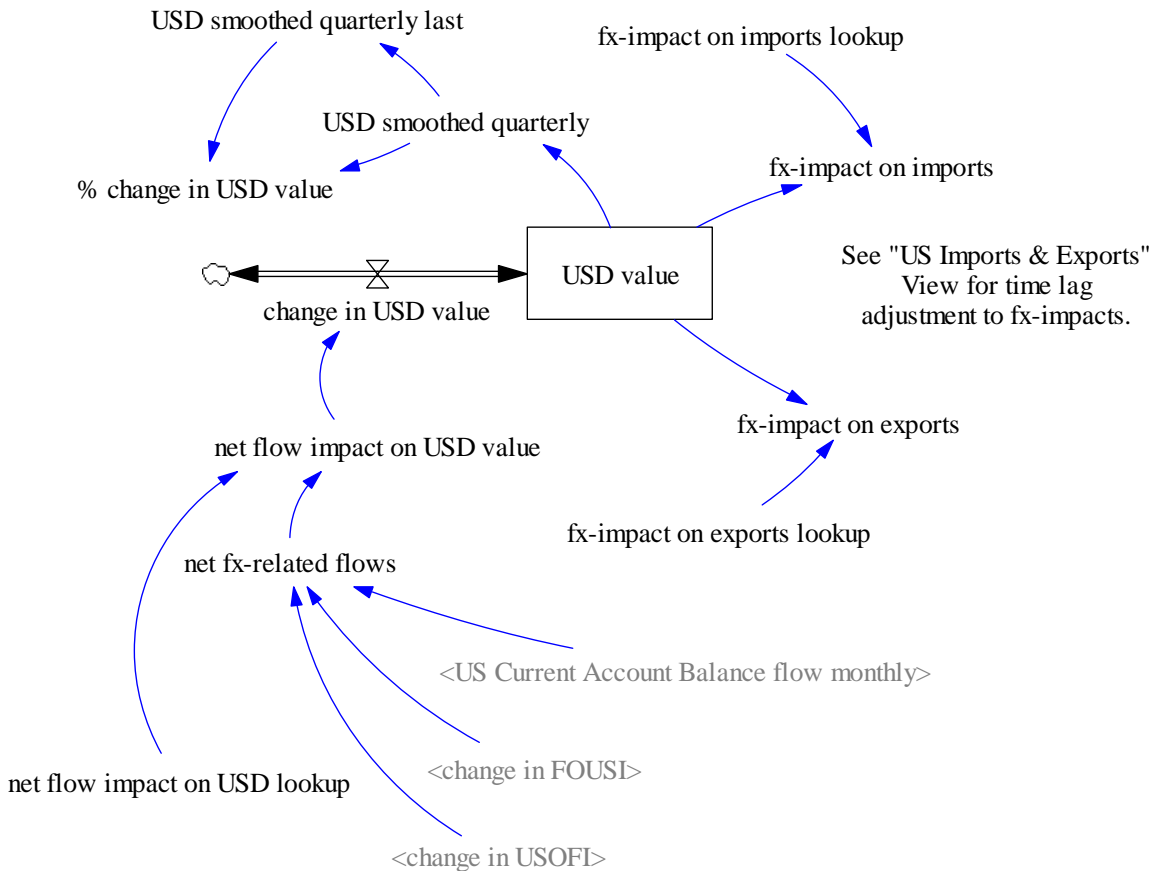 USD smoothed quarterly last
fx-impact on imports lookup
USD smoothed quarterly
fx-impact on imports
% change in USD value
See "US Imports & Exports"
View for time lag
adjustment to fx-impacts.
USD value
change in USD value
fx-impact on exports
net flow impact on USD value
fx-impact on exports lookup
net fx-related flows
<US Current Account Balance flow monthly>
<change in FOUSI>
net flow impact on USD lookup
<change in USOFI>